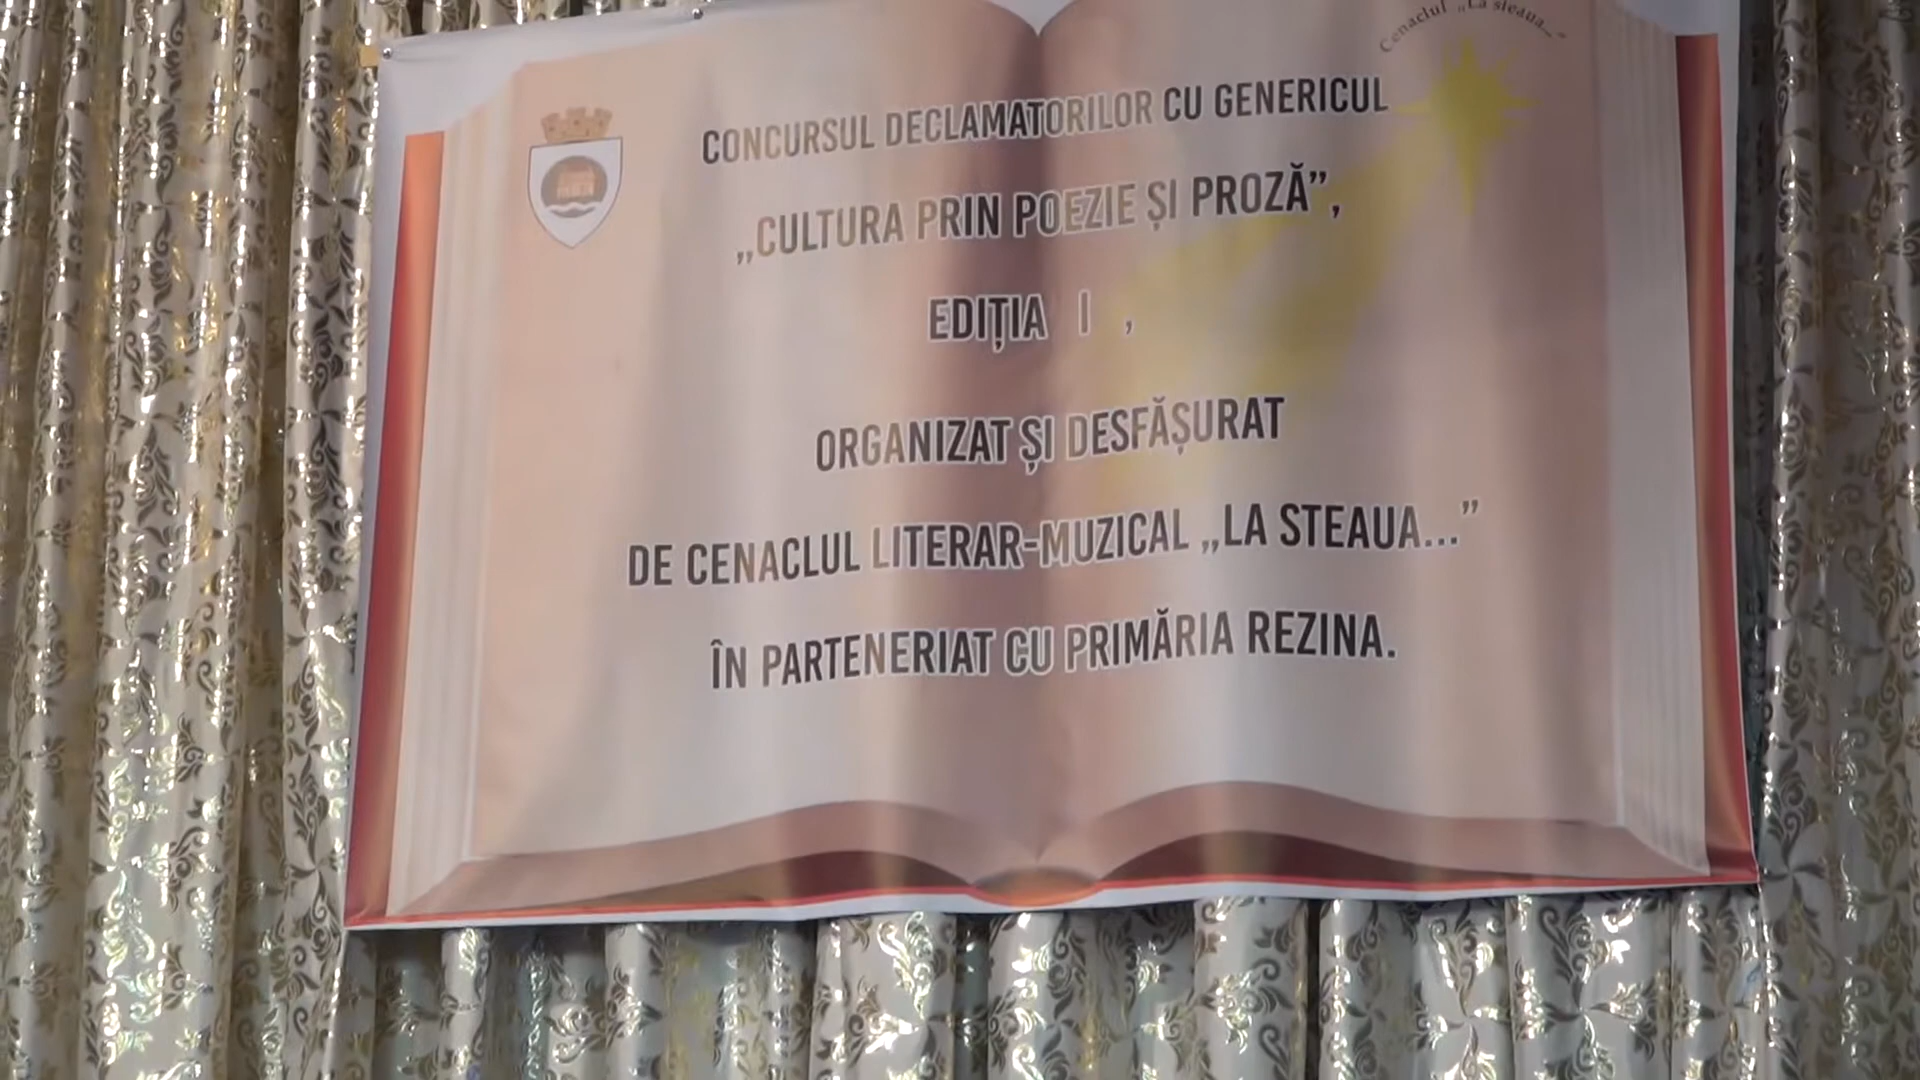 Cenaclul „La steaua..."
CONCURSUL DECLAMATORILOR CU GENERICUL
„CULTURA PRIN POEZIE ȘI PROZĂ”,
EDIȚIA I ,
ORGANIZAT ȘI DESFĂȘURAT
DE CENACLUL LITERAR-MUZICAL „LA STEAUA...”
ÎN PARTENERIAT CU PRIMĂRIA REZINA.